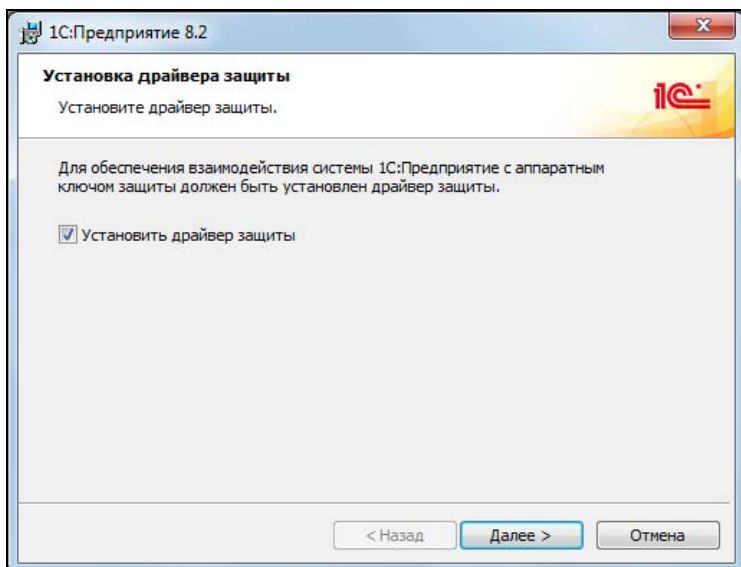 1С:Предприятие 8.2
Установка драйвера защиты
Установите драйвер защиты.
1С
Для обеспечения взаимодействия системы 1С:Предприятие с аппаратным
ключом защиты должен быть установлен драйвер защиты.
Установить драйвер защиты
< Назад
Далее >
Отмена